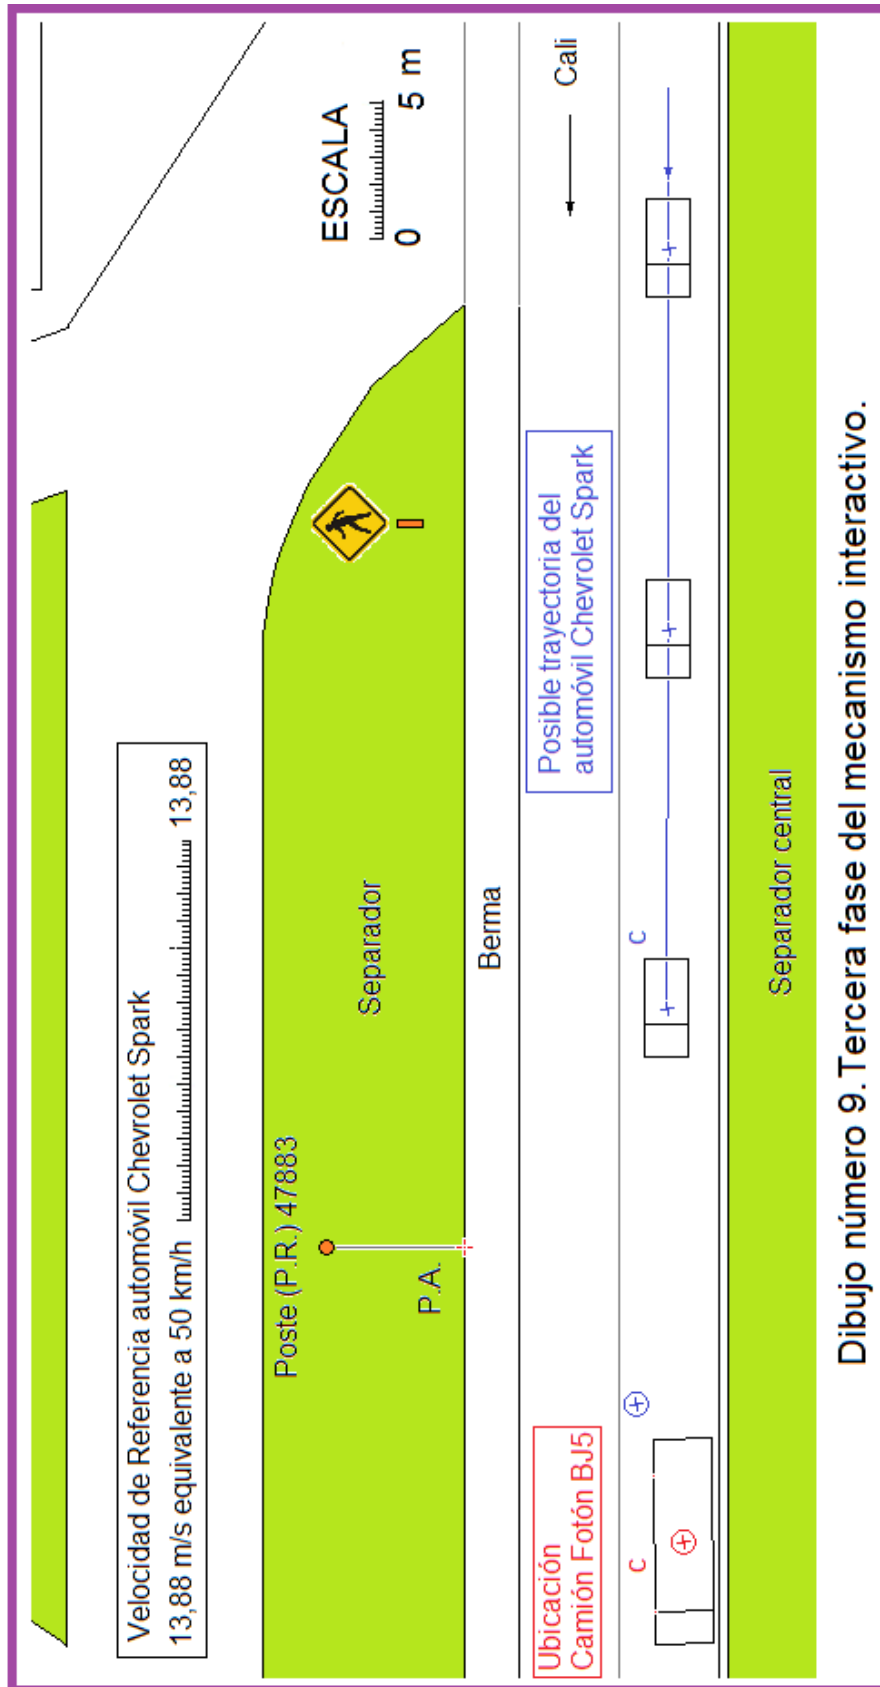 Velocidad de Referencia automóvil Chevrolet Spark
13,88 m/s equivalente a 50 km/h
13,88
ESCALA
0
5 m
Poste (P.R.) 47883
Separador
P.A.
Berma
Cali
Ubicación
Camión Fotón BJ5
Posible trayectoria del
automóvil Chevrolet Spark
C
C
Separador central
Dibujo número 9. Tercera fase del mecanismo interactivo.